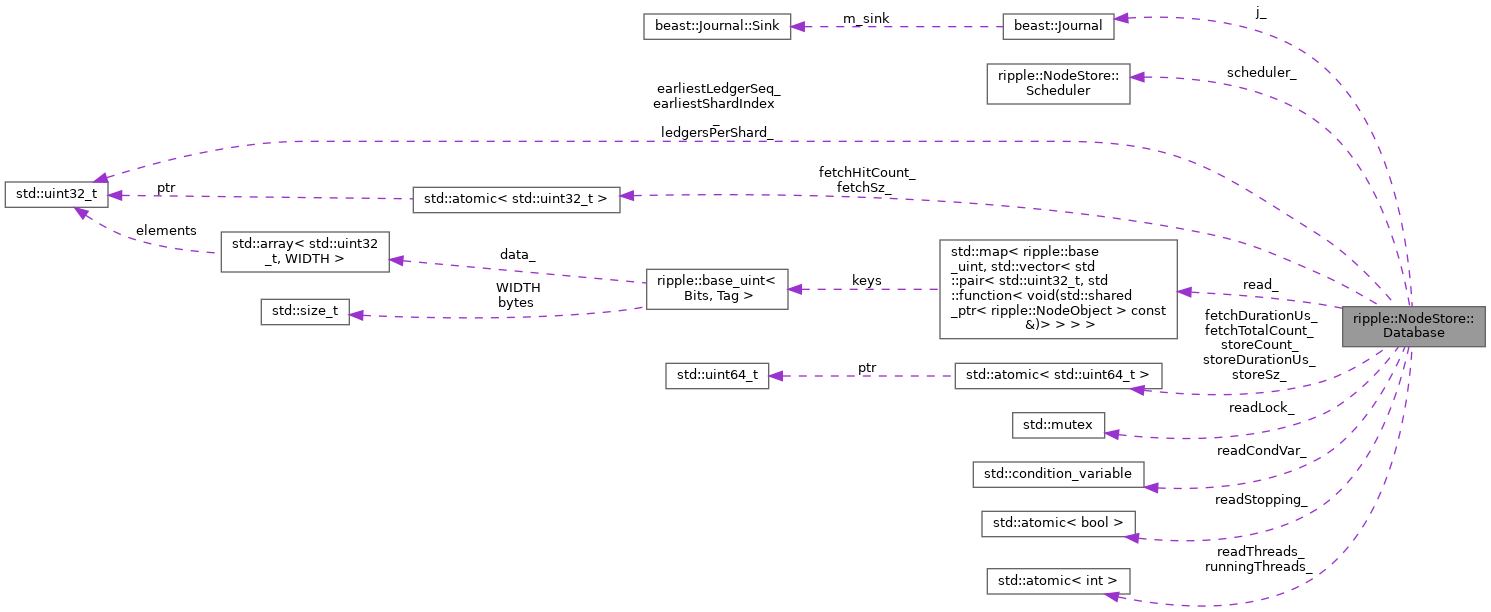 j_
m_sink
beast::Journal::Sink
beast::Journal
scheduler_
ripple::NodeStore::
Scheduler
earliestLedgerSeq_
earliestShardIndex
_
ledgersPerShard_
fetchHitCount_
fetchSz_
std::uint32_t
ptr
std::atomic< std::uint32_t >
elements
std::array< std::uint32
_t, WIDTH >
data_
WIDTH
bytes
std::size_t
ripple::base_uint<
Bits, Tag >
keys
std::map< ripple::base
_uint, std::vector< std
::pair< std::uint32_t, std
::function< void(std::shared
_ptr< ripple::NodeObject > const
&)> > > >
read_
ripple::NodeStore::
Database
fetchDurationUs_
fetchTotalCount_
storeCount_
storeDurationUs_
storeSz_
std::uint64_t
ptr
std::atomic< std::uint64_t >
readLock_
std::mutex
readCondVar_
std::condition_variable
readStopping_
std::atomic< bool >
readThreads_
runningThreads_
std::atomic< int >